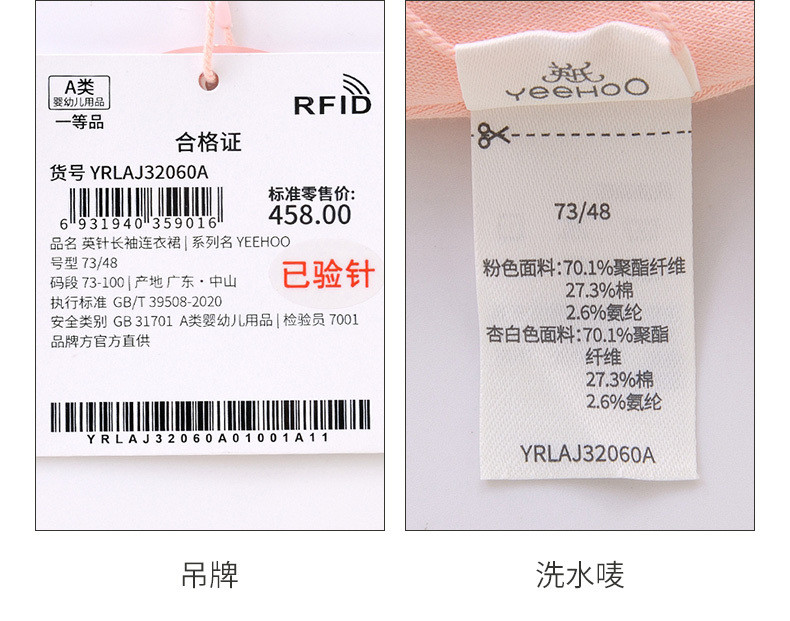 A类
婴幼儿用品
一等品
RFID
合格证
货号 YRLAJ32060A
6 931940 359016
标准零售价:
458.00
品名 英针长袖连衣裙 | 系列名 YEEHOO
号型 73/48
码段 73-100 | 产地 广东·中山
执行标准 GB/T 39508-2020
安全类别 GB 31701 A类婴幼儿用品 | 检验员 7001
品牌方官方直供
已验针
YRLAJ32060A01001A11
吊牌
英氏
YEEHOO
73/48
粉色面料:70.1%聚酯纤维
27.3%棉
2.6%氨纶
杏白色面料:70.1%聚酯
纤维
27.3%棉
2.6%氨纶
YRLAJ32060A
洗水唛